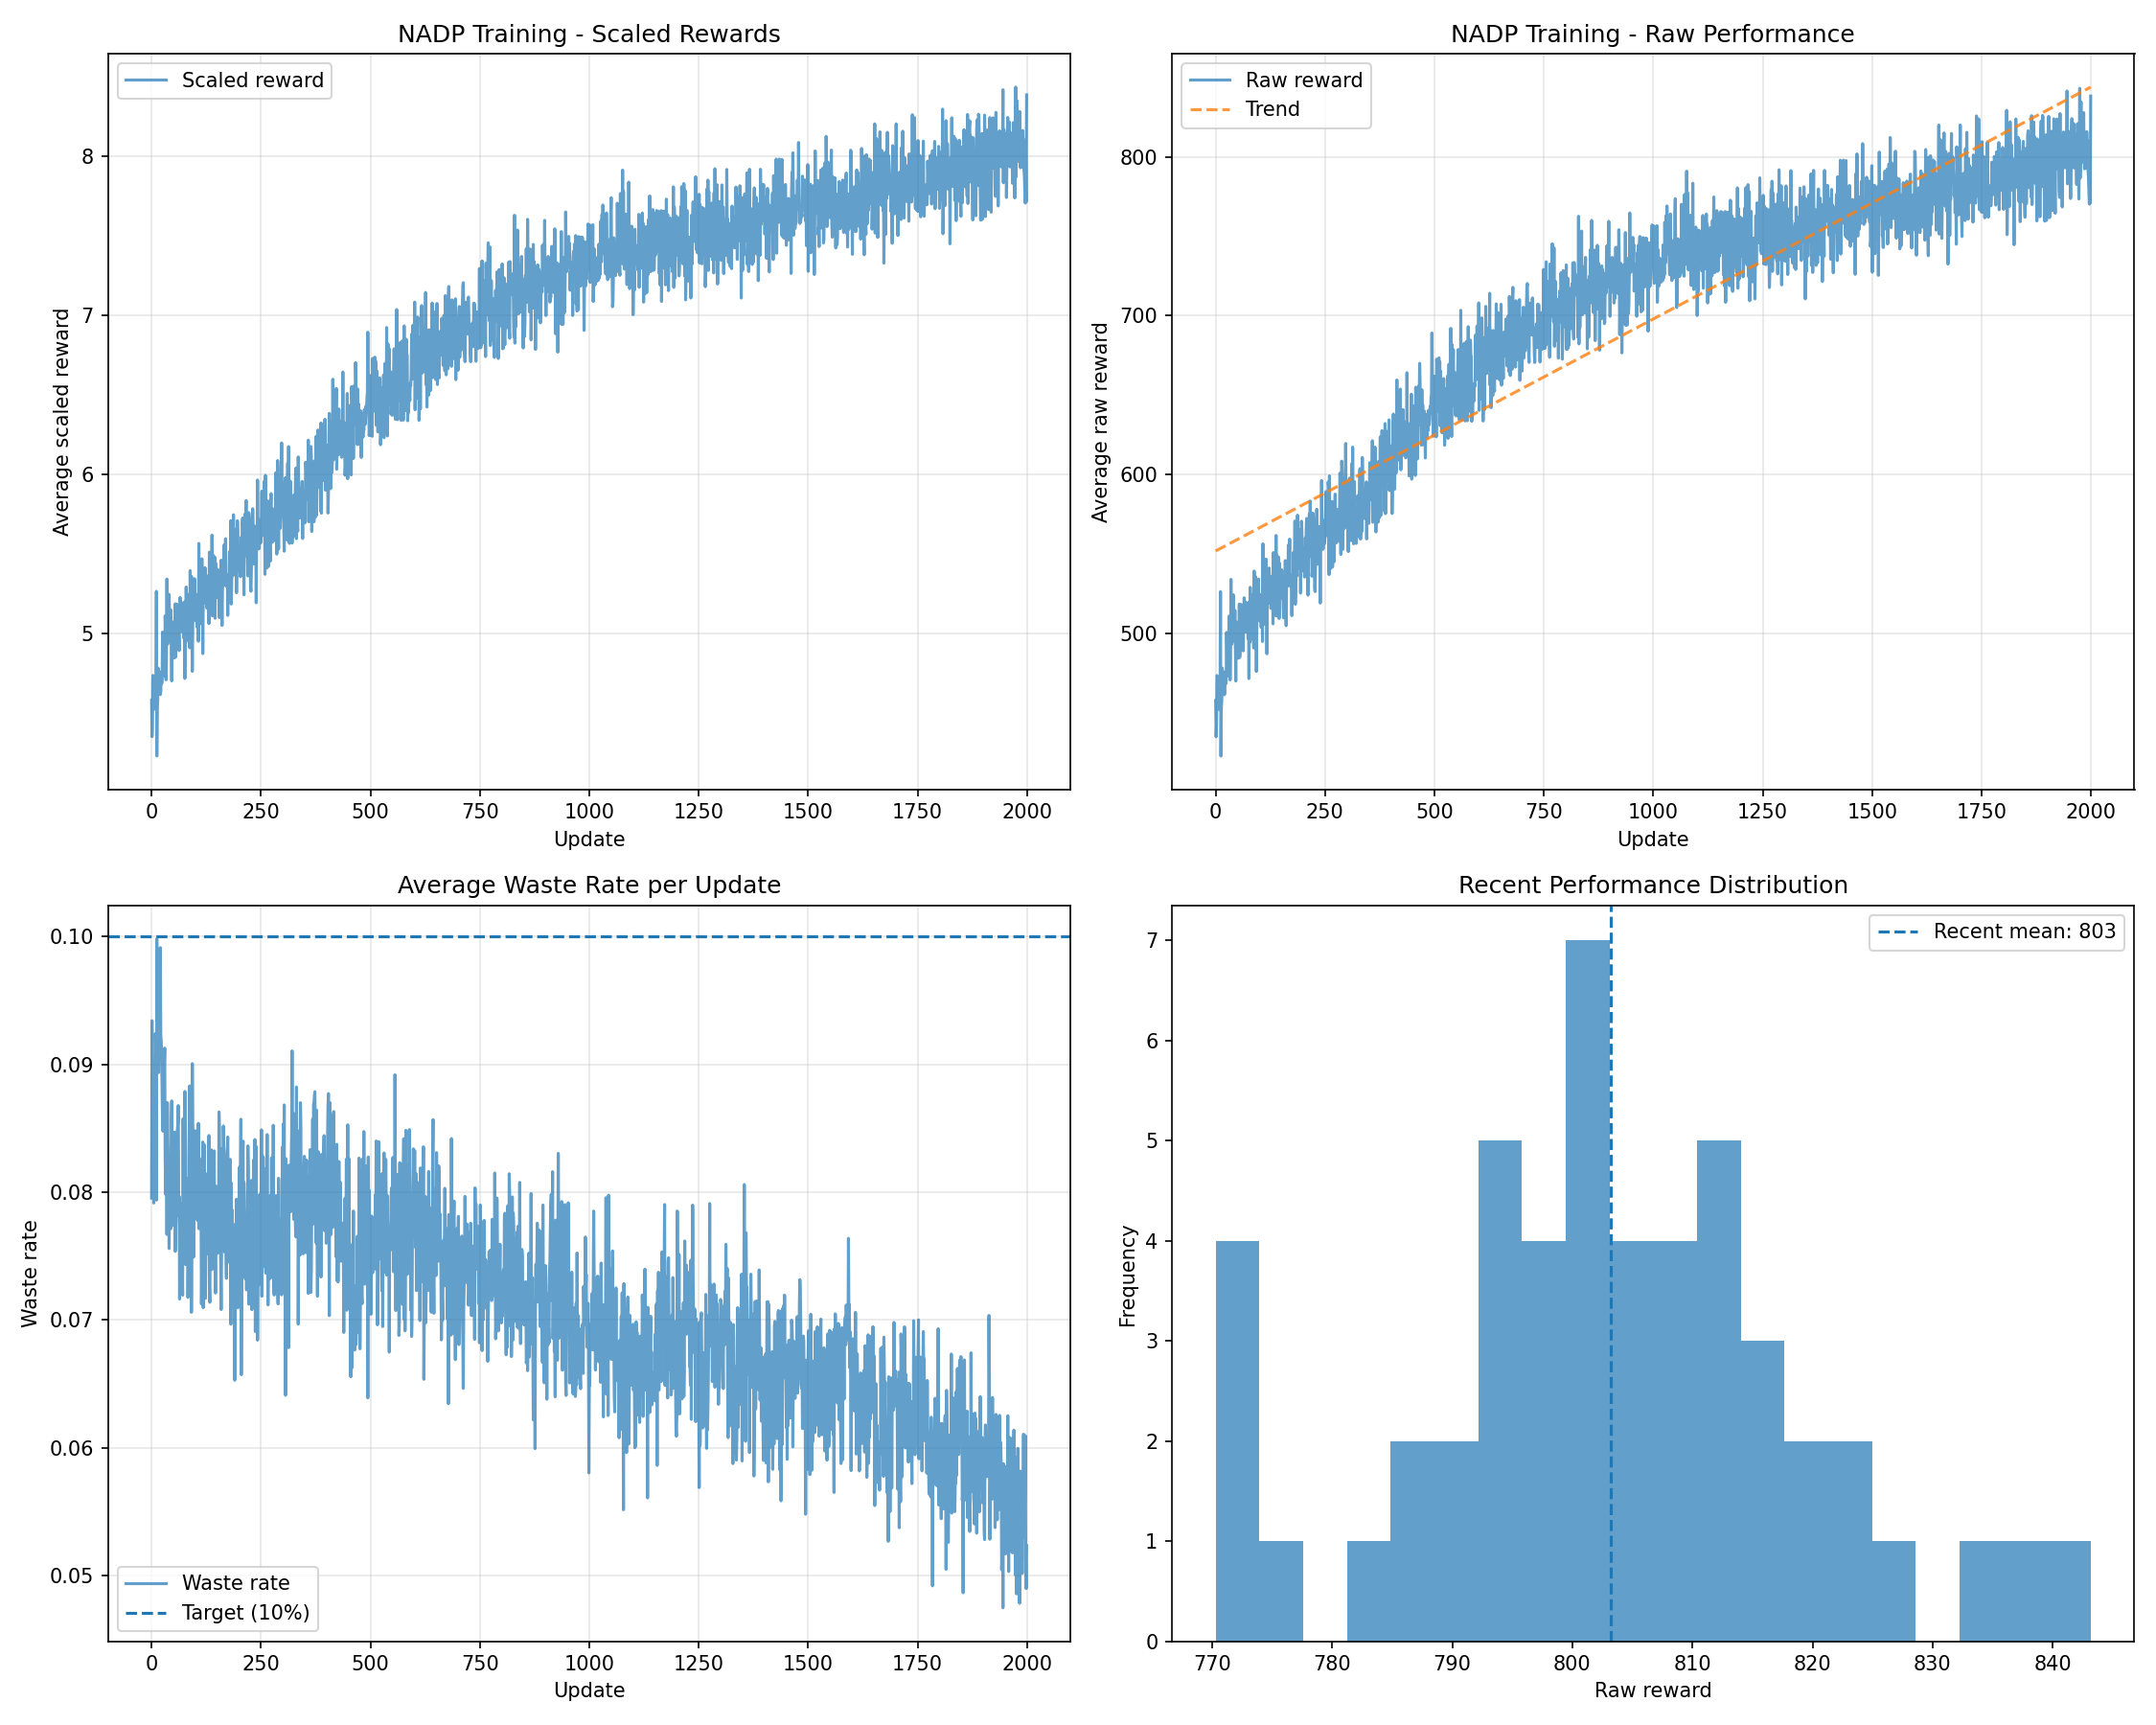 NADP Training - Scaled Rewards
Scaled reward
Average scaled reward
8
7
6
5
0 250 500 750 1000 1250 1500 1750 2000
Update
NADP Training - Raw Performance
Raw reward
Trend
Average raw reward
800
700
600
500
0 250 500 750 1000 1250 1500 1750 2000
Update
Average Waste Rate per Update
Waste rate
0.10
0.09
0.08
0.07
0.06
0.05
Waste rate
Target (10%)
0 250 500 750 1000 1250 1500 1750 2000
Update
Recent Performance Distribution
Recent mean: 803
Frequency
7
6
5
4
3
2
1
0
770 780 790 800 810 820 830 840
Raw reward